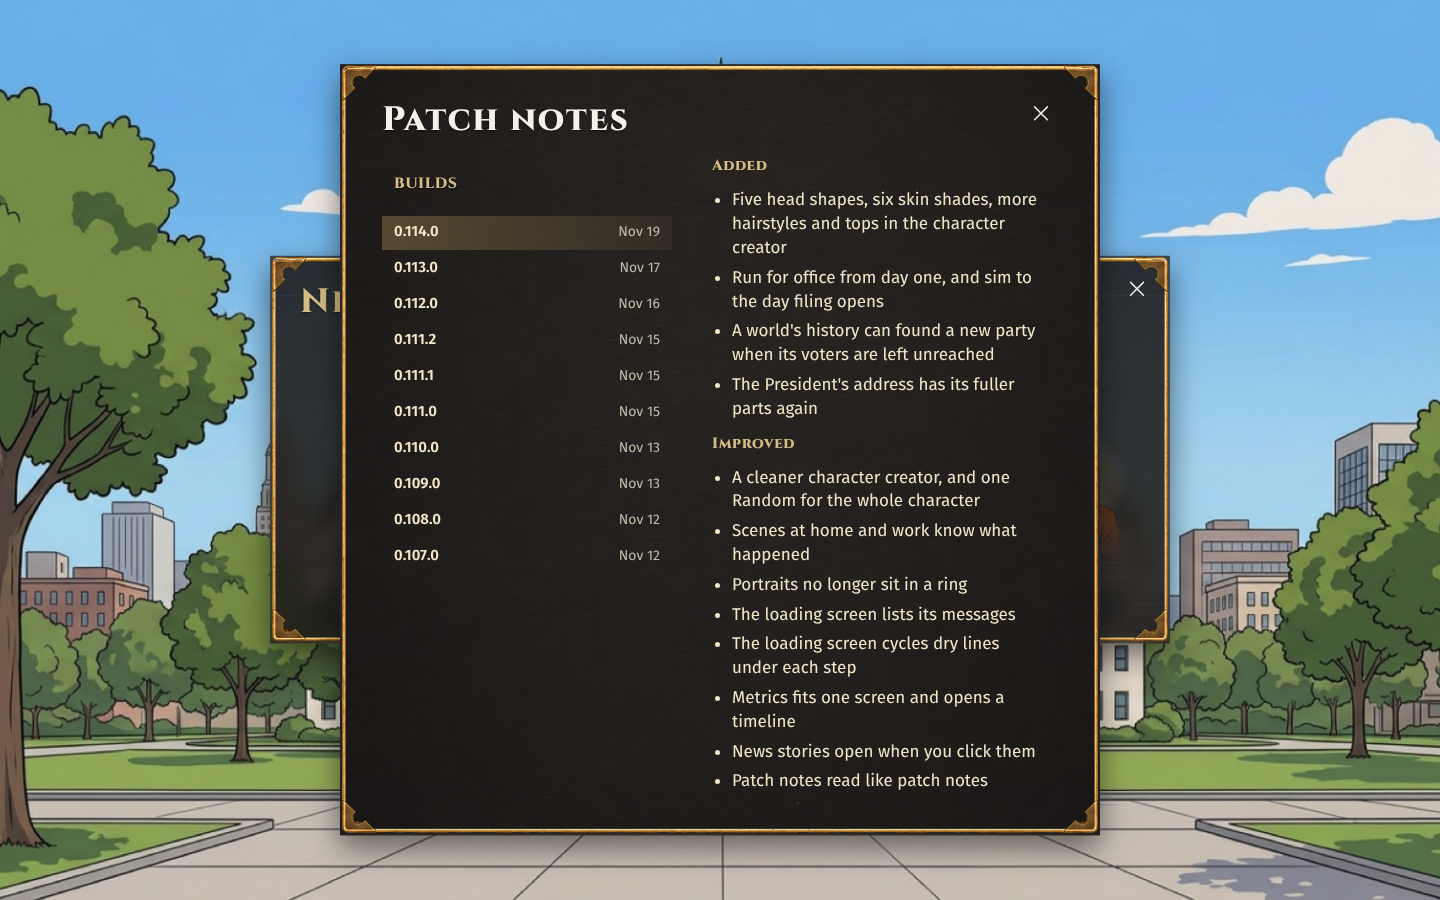 Patch notes
BUILDS
0.114.0 Nov 19
0.113.0 Nov 17
0.112.0 Nov 16
0.111.2 Nov 15
0.111.1 Nov 15
0.111.0 Nov 15
0.110.0 Nov 13
0.109.0 Nov 13
0.108.0 Nov 12
0.107.0 Nov 12
Added
• Five head shapes, six skin shades, more
hairstyles and tops in the character
creator
• Run for office from day one, and sim to
the day filing opens
• A world's history can found a new party
when its voters are left unreached
• The President's address has its fuller
parts again
Improved
• A cleaner character creator, and one
Random for the whole character
• Scenes at home and work know what
happened
• Portraits no longer sit in a ring
• The loading screen lists its messages
• The loading screen cycles dry lines
under each step
• Metrics fits one screen and opens a
timeline
• News stories open when you click them
• Patch notes read like patch notes